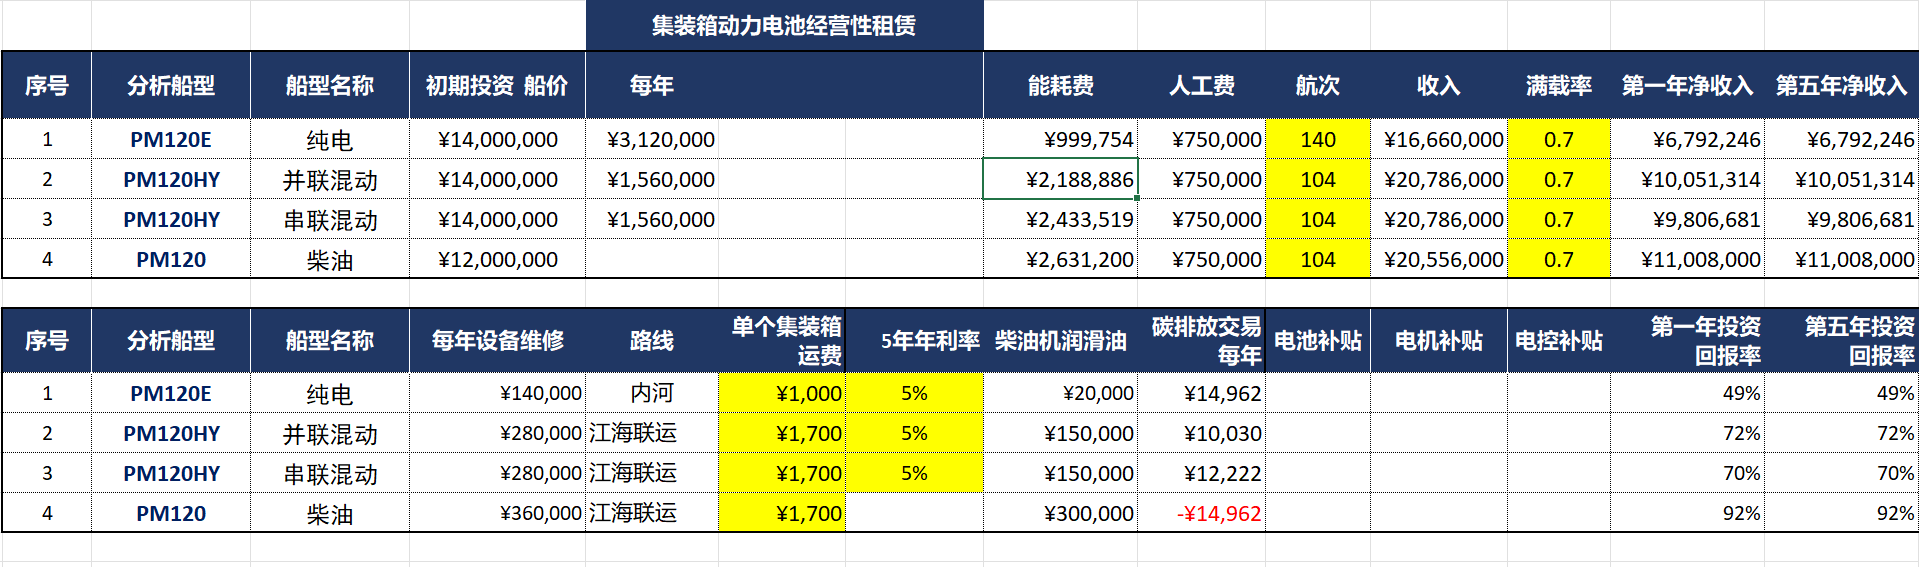 集装箱动力电池经营性租赁
序号 分析船型 船型名称 初期投资 船价 每年 能耗费 人工费 航次 收入 满载率 第一年净收入 第五年净收入
1 PM120E 纯电 ¥14,000,000 ¥3,120,000 ¥999,754 ¥750,000 140 ¥16,660,000 0.7 ¥6,792,246 ¥6,792,246
2 PM120HY 并联混动 ¥14,000,000 ¥1,560,000 ¥2,188,886 ¥750,000 104 ¥20,786,000 0.7 ¥10,051,314 ¥10,051,314
3 PM120HY 串联混动 ¥14,000,000 ¥1,560,000 ¥2,433,519 ¥750,000 104 ¥20,786,000 0.7 ¥9,806,681 ¥9,806,681
4 PM120 柴油 ¥12,000,000 ¥2,631,200 ¥750,000 104 ¥20,556,000 0.7 ¥11,008,000 ¥11,008,000
序号 分析船型 船型名称 每年设备维修 路线 单个集装箱运费 5年年利率 柴油机润滑油 碳排放交易每年 电池补贴 电机补贴 电控补贴 第一年投资回报率 第五年投资回报率
1 PM120E 纯电 ¥140,000 内河 ¥1,000 5% ¥20,000 ¥14,962 49% 49%
2 PM120HY 并联混动 ¥280,000 江海联运 ¥1,700 5% ¥150,000 ¥10,030 72% 72%
3 PM120HY 串联混动 ¥280,000 江海联运 ¥1,700 5% ¥150,000 ¥12,222 70% 70%
4 PM120 柴油 ¥360,000 江海联运 ¥1,700 ¥300,000 -¥14,962 92% 92%